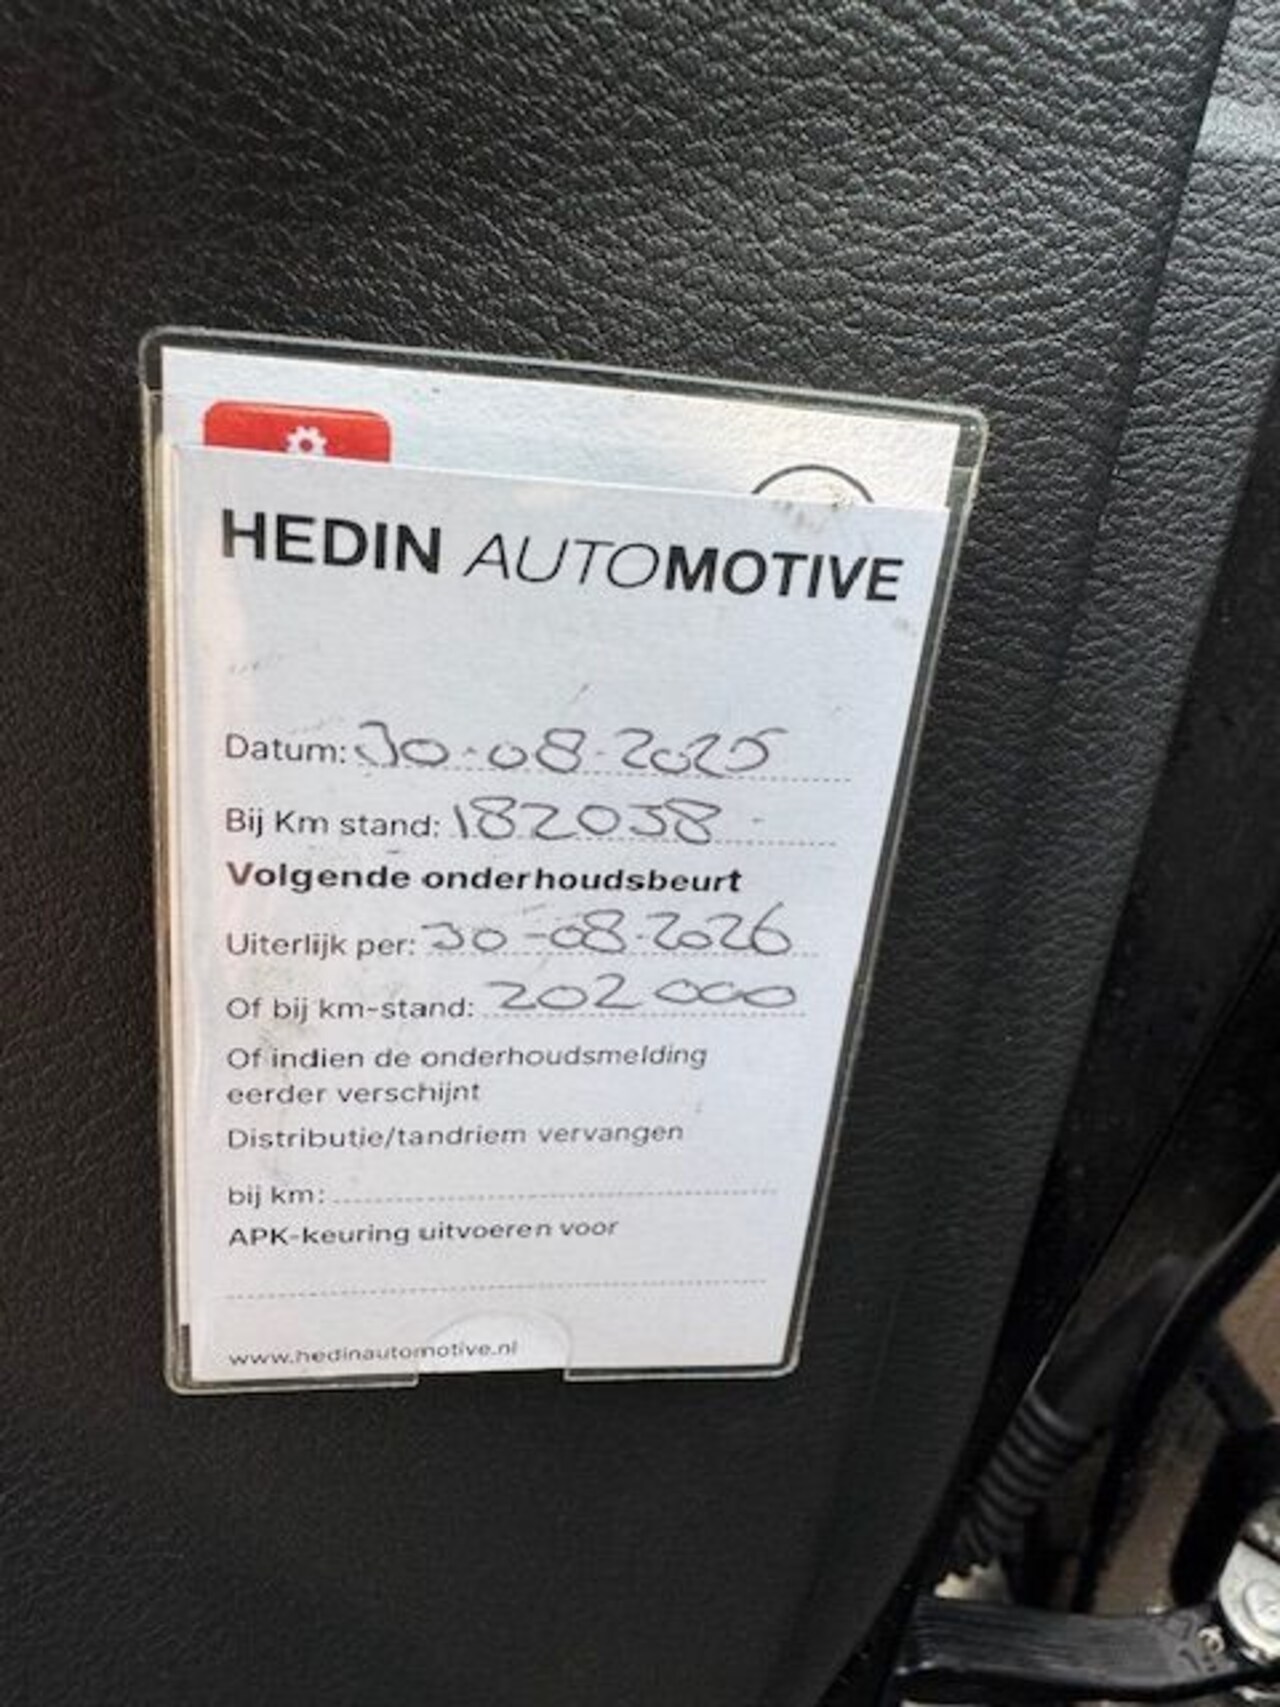 HEDIN AUTOMOTIVE
Datum: 30-08-2025
Bij Km stand: 182038
Volgende onderhoudsbeurt
Uiterlijk per: 30-08-2026
Of bij km-stand: 202000
Of indien de onderhoudsmelding
eerder verschijnt
Distributie/tandriem vervangen
bij km:
APK-keuring uitvoeren voor
www.hedinautomotive.nl